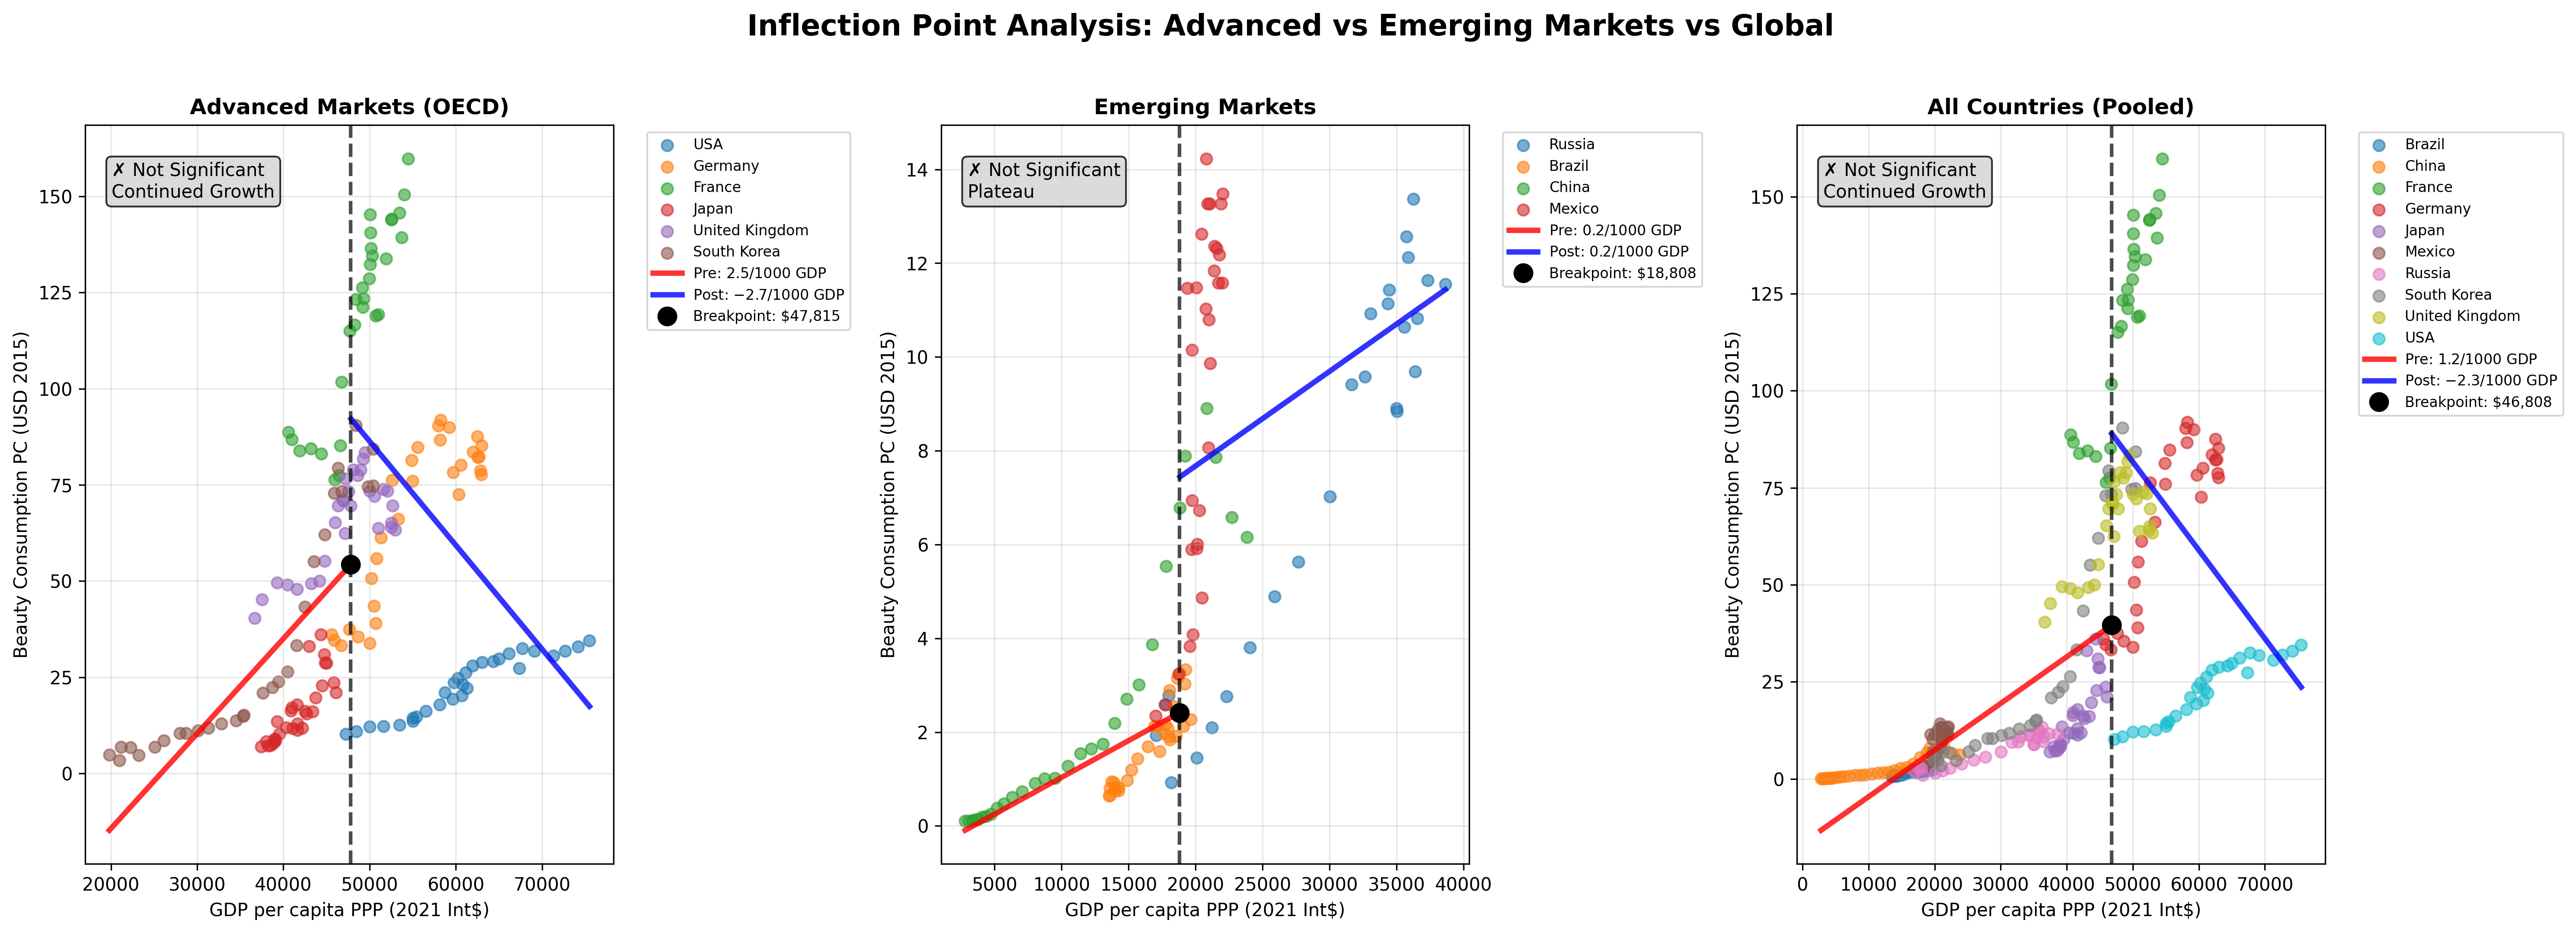 Inflection Point Analysis: Advanced vs Emerging Markets vs Global
Advanced Markets (OECD)
✗ Not Significant
Continued Growth
Beauty Consumption PC (USD 2015)
150
125
100
75
50
25
0
20000 30000 40000 50000 60000 70000
GDP per capita PPP (2021 Int$)
USA
Germany
France
Japan
United Kingdom
South Korea
Pre: 2.5/1000 GDP
Post: −2.7/1000 GDP
Breakpoint: $47,815
Emerging Markets
✗ Not Significant
Plateau
Beauty Consumption PC (USD 2015)
14
12
10
8
6
4
2
0
5000 10000 15000 20000 25000 30000 35000 40000
GDP per capita PPP (2021 Int$)
Russia
Brazil
China
Mexico
Pre: 0.2/1000 GDP
Post: 0.2/1000 GDP
Breakpoint: $18,808
All Countries (Pooled)
✗ Not Significant
Continued Growth
Beauty Consumption PC (USD 2015)
150
125
100
75
50
25
0
0 10000 20000 30000 40000 50000 60000 70000
GDP per capita PPP (2021 Int$)
Brazil
China
France
Germany
Japan
Mexico
Russia
South Korea
United Kingdom
USA
Pre: 1.2/1000 GDP
Post: −2.3/1000 GDP
Breakpoint: $46,808